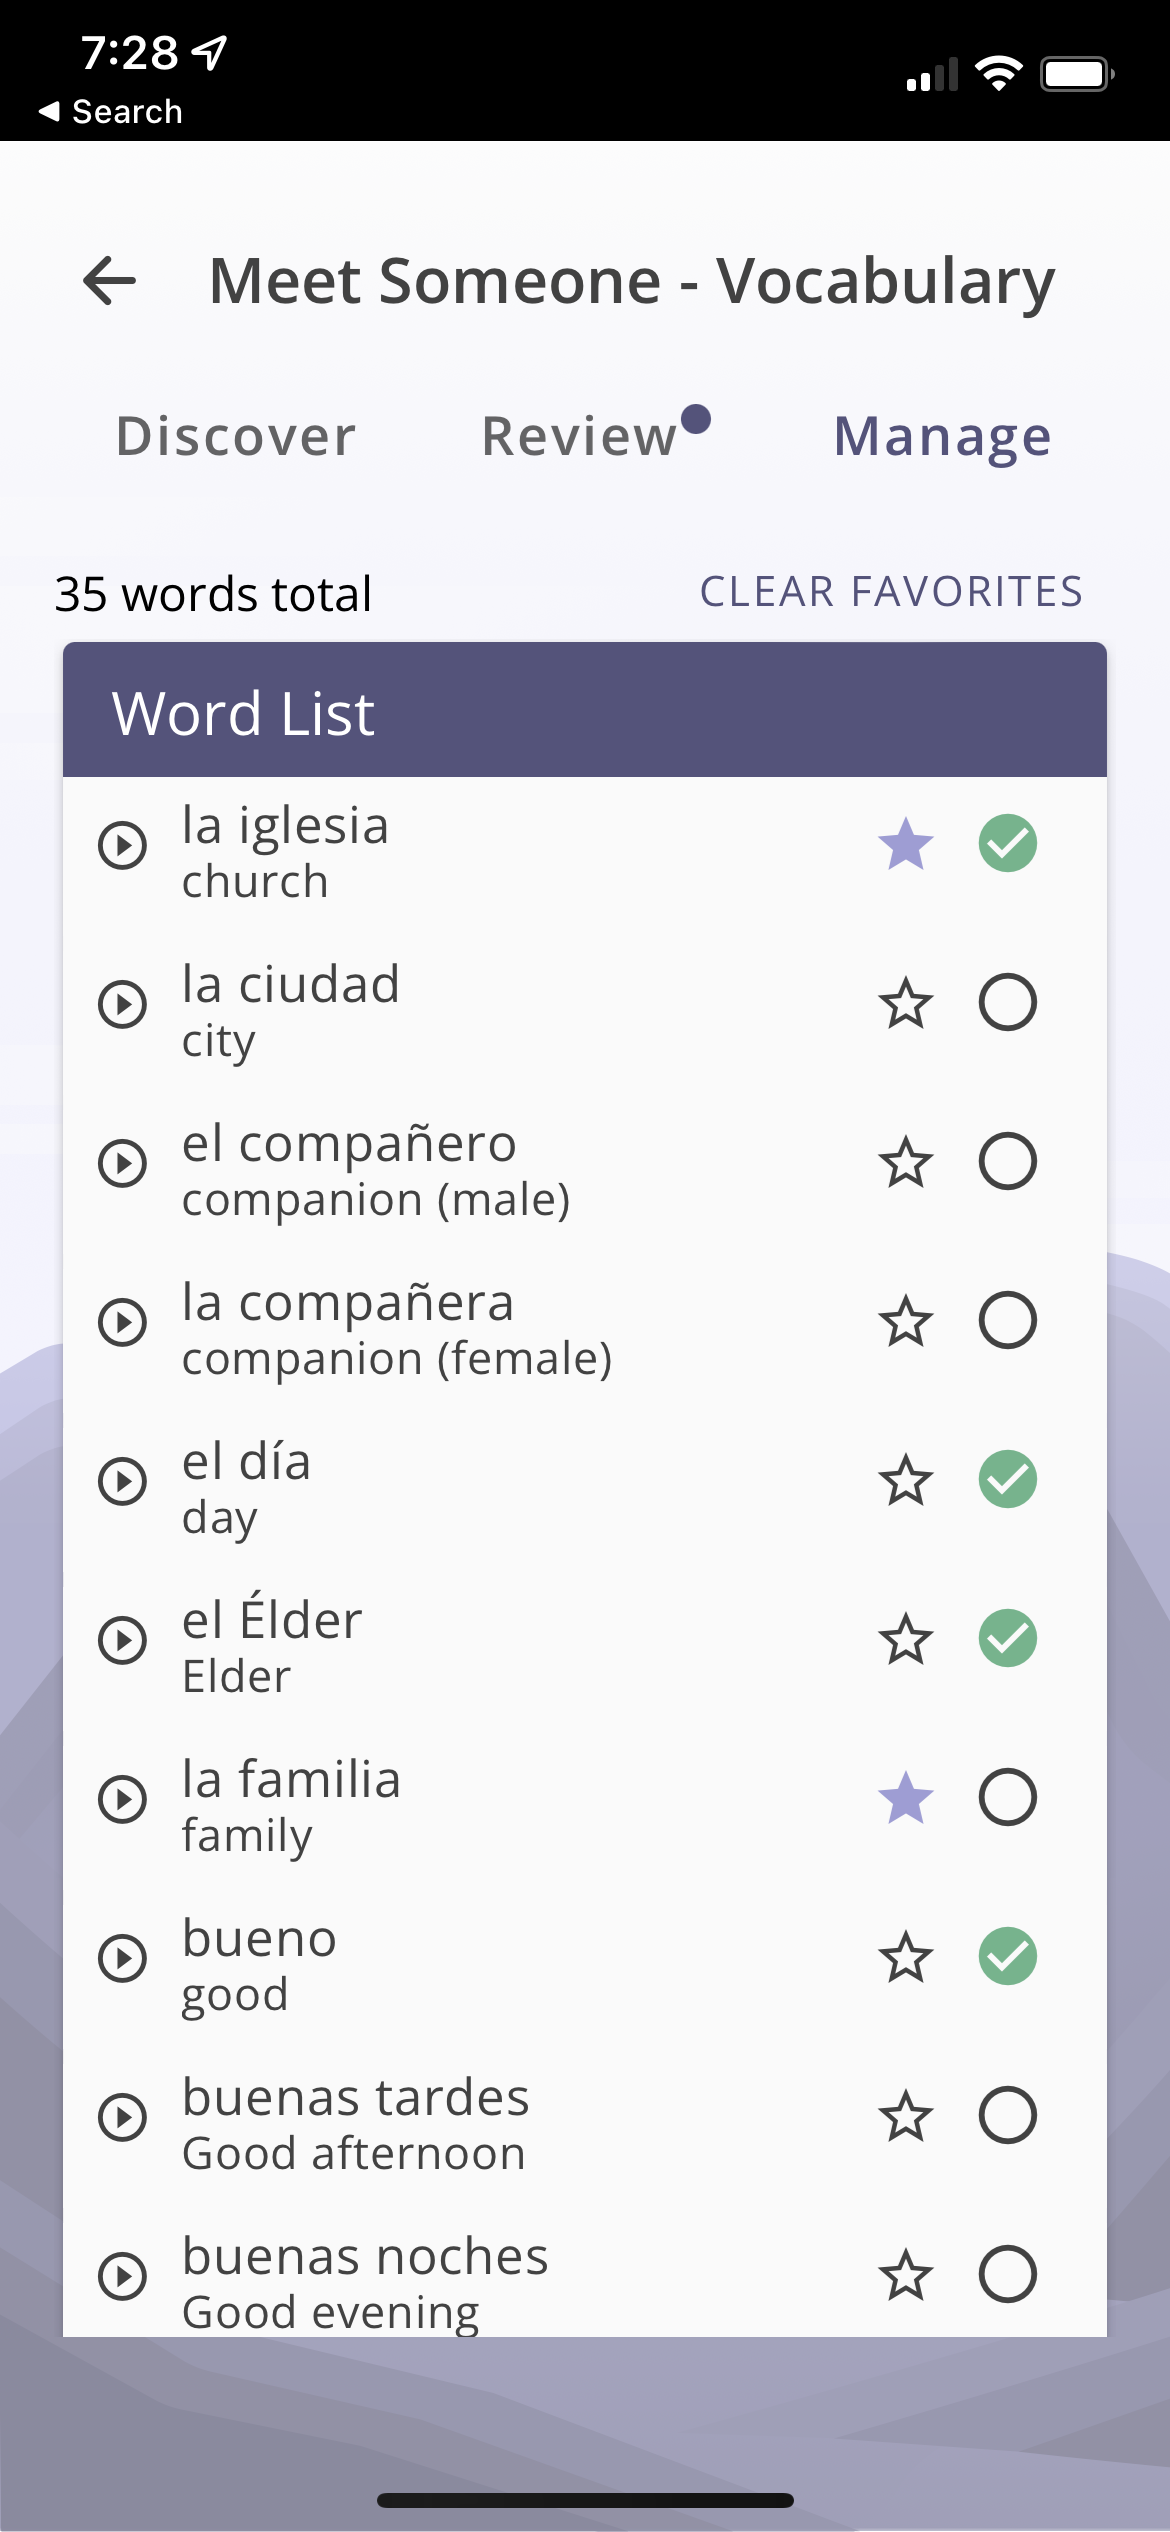 7:28
Search
Meet Someone - Vocabulary
Discover Review Manage
35 words total CLEAR FAVORITES
Word List
la iglesia
church
la ciudad
city
el compañero
companion (male)
la compañera
companion (female)
el día
day
el Élder
Elder
la familia
family
bueno
good
buenas tardes
Good afternoon
buenas noches
Good evening